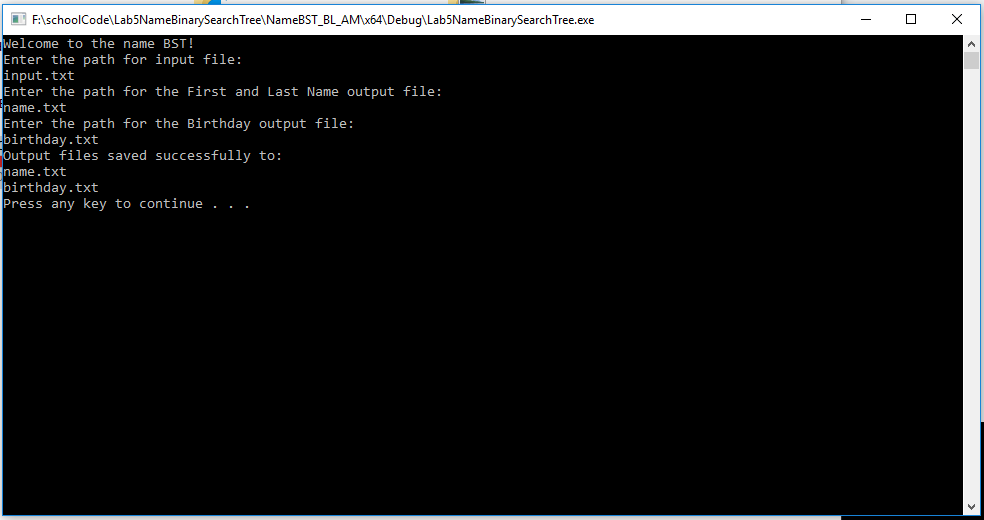 F:\schoolCode\Lab5NameBinarySearchTree\NameBST_BL_AM\x64\Debug\Lab5NameBinarySearchTree.exe
Welcome to the name BST!
Enter the path for input file:
input.txt
Enter the path for the First and Last Name output file:
name.txt
Enter the path for the Birthday output file:
birthday.txt
Output files saved successfully to:
name.txt
birthday.txt
Press any key to continue . . .